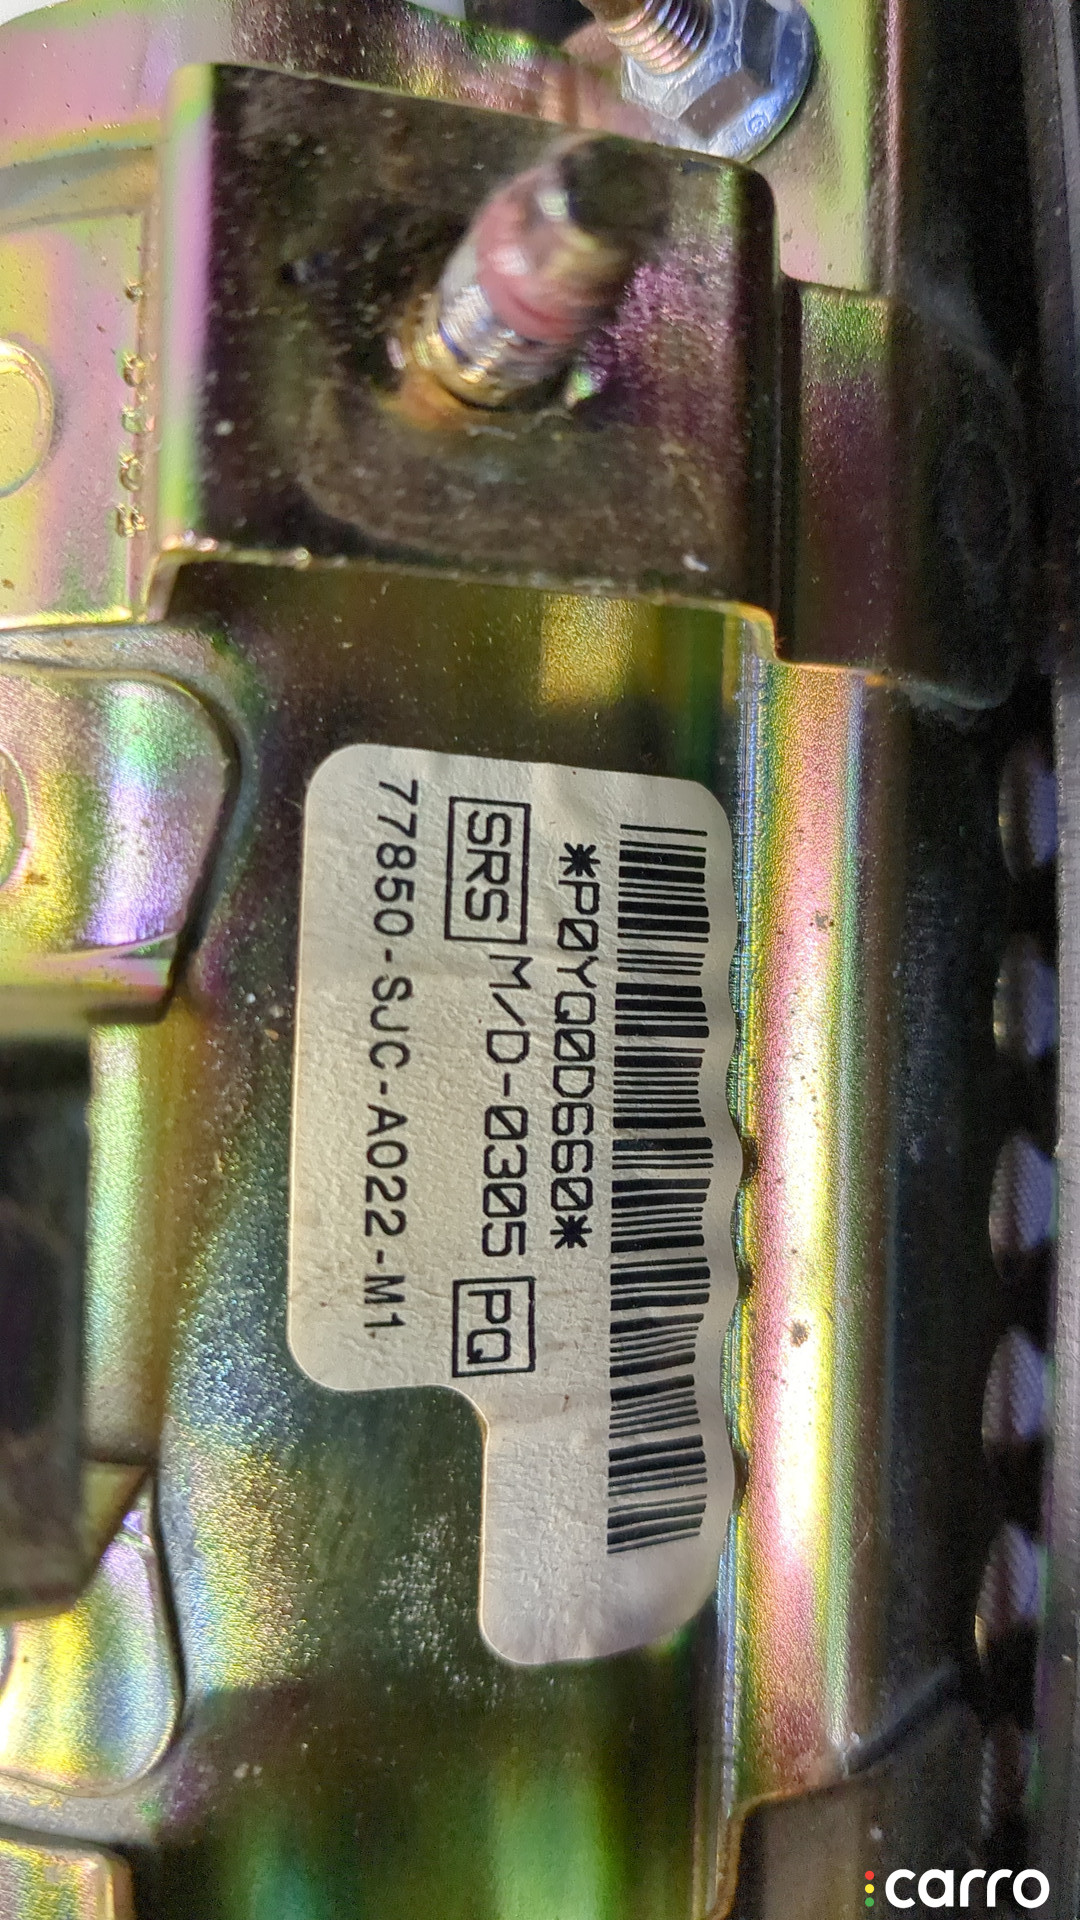 *P0YQ0D660*
SRS M/D-0305 PQ
77850-SJC-A022-M1
carro